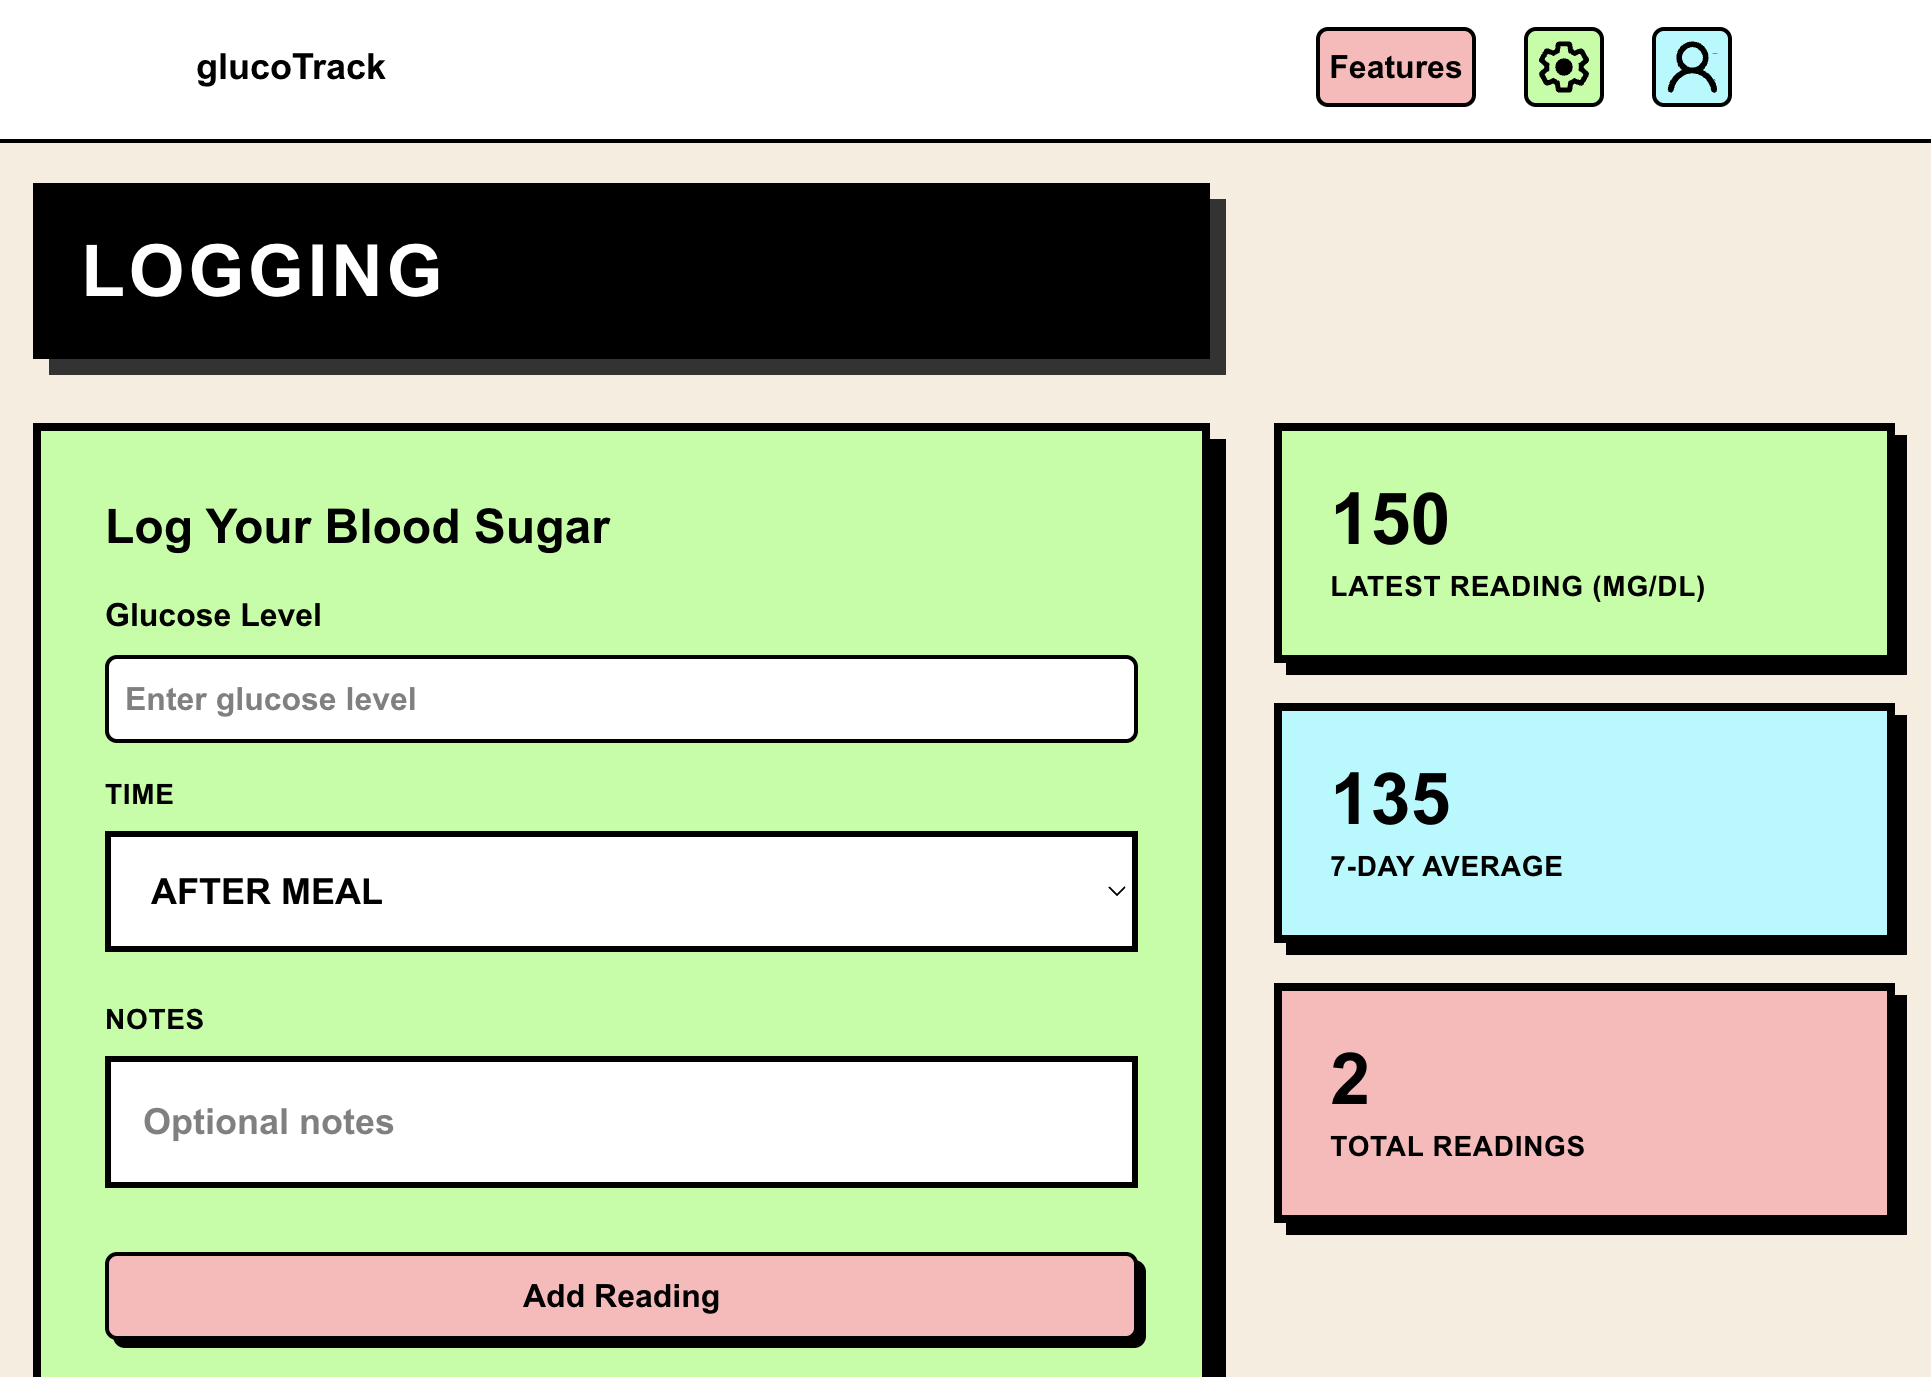 glucoTrack
Features
LOGGING
Log Your Blood Sugar
Glucose Level
Enter glucose level
TIME
AFTER MEAL
NOTES
Optional notes
Add Reading
150
LATEST READING (MG/DL)
135
7-DAY AVERAGE
2
TOTAL READINGS